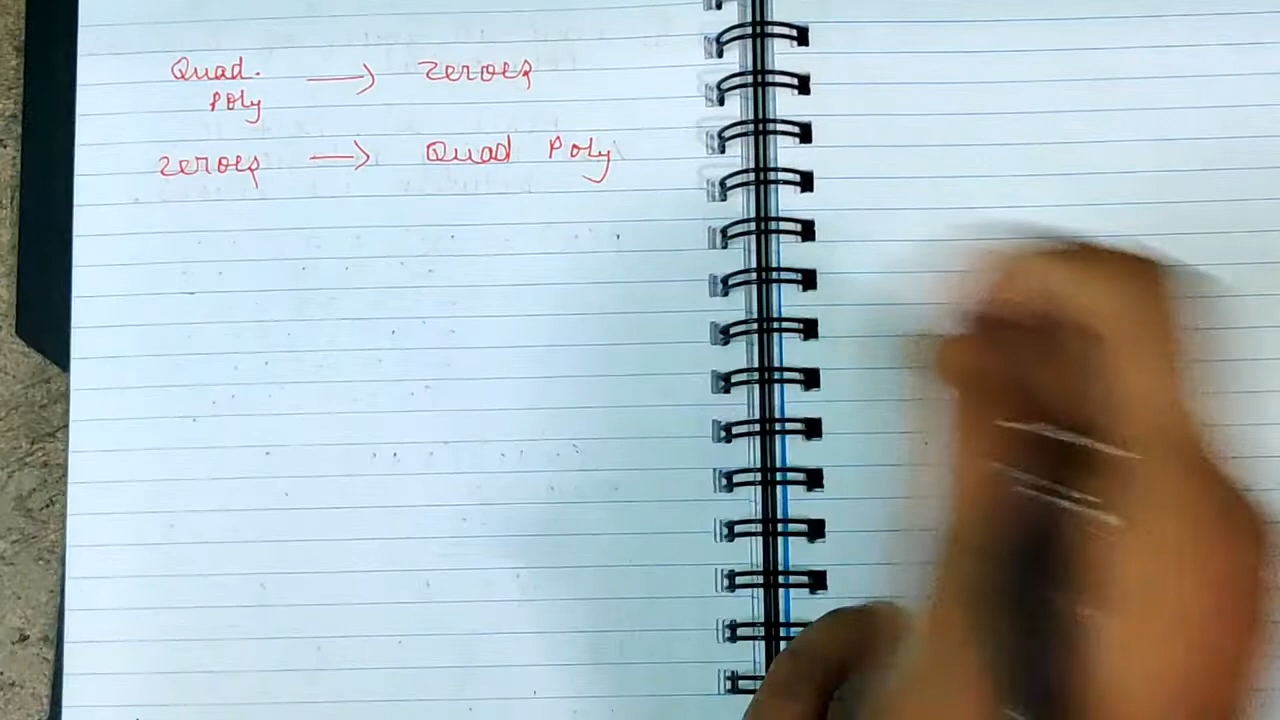 Quad. → zeroes
Poly
zeroes → Quad Poly